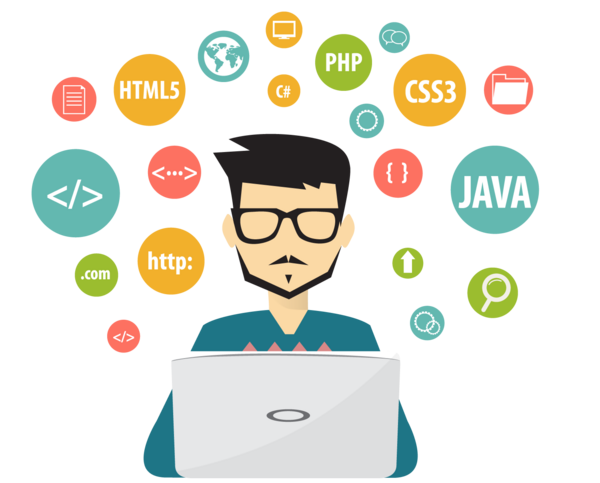 PHP
HTML5
C#
CSS3
<···>
{ }
</>
JAVA
http:
.com
</>